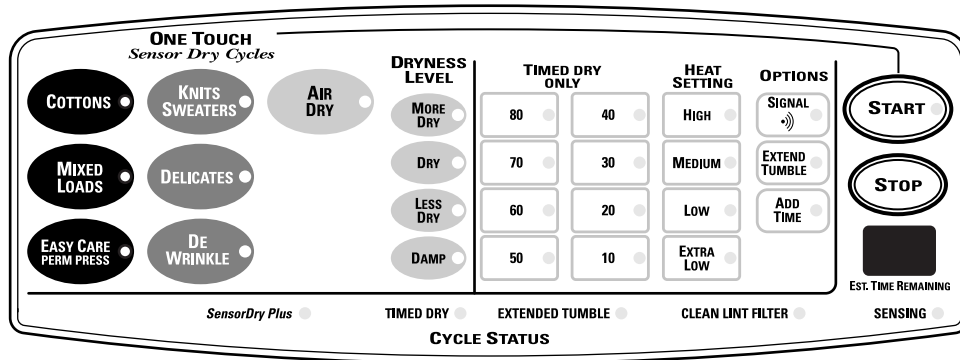 ONE TOUCH
Sensor Dry Cycles
COTTONS
KNITS
SWEATERS
AIR
DRY
MIXED
LOADS
DELICATES
EASY CARE
PERM PRESS
DE
WRINKLE
DRYNESS
LEVEL
MORE
DRY
DRY
LESS
DRY
DAMP
TIMED DRY
ONLY
80
40
70
30
60
20
50
10
HEAT
SETTING
HIGH
MEDIUM
LOW
EXTRA
LOW
OPTIONS
SIGNAL
EXTEND
TUMBLE
ADD
TIME
START
STOP
EST. TIME REMAINING
SensorDry Plus
TIMED DRY
EXTENDED TUMBLE
CLEAN LINT FILTER
SENSING
CYCLE STATUS